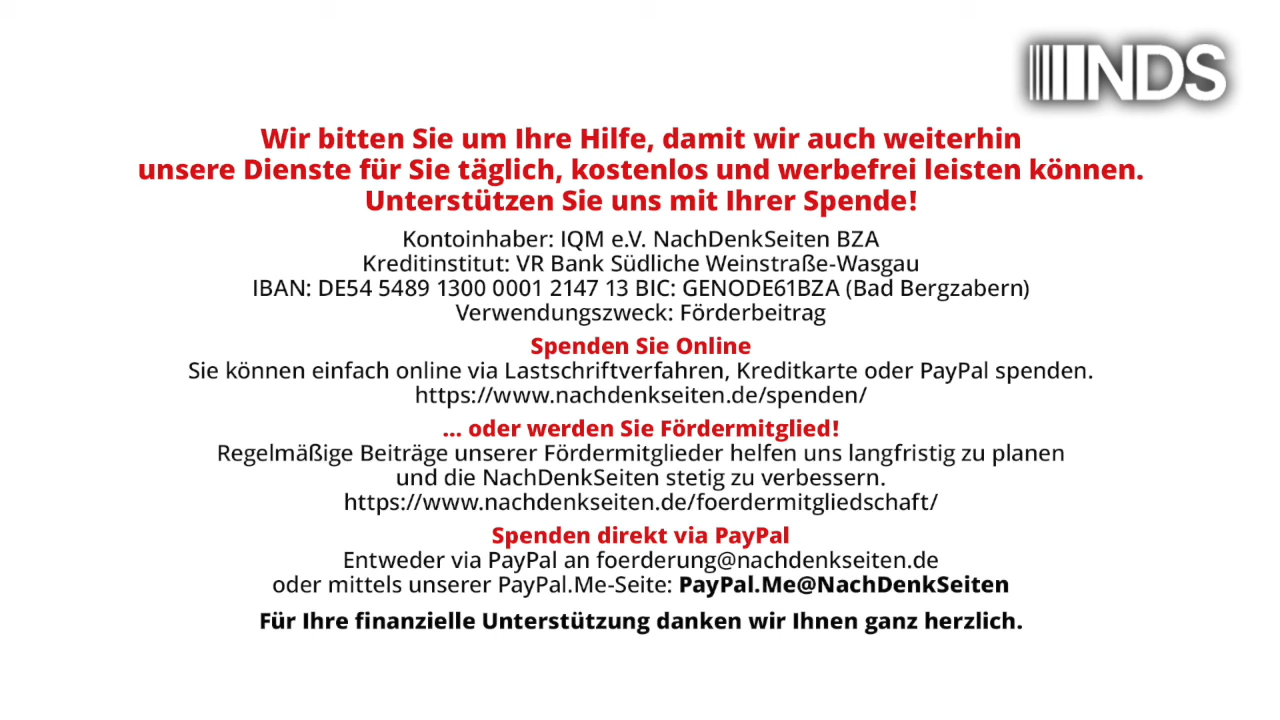 NDS
Wir bitten Sie um Ihre Hilfe, damit wir auch weiterhin
unsere Dienste für Sie täglich, kostenlos und werbefrei leisten können.
Unterstützen Sie uns mit Ihrer Spende!
Kontoinhaber: IQM e.V. NachDenkSeiten BZA
Kreditinstitut: VR Bank Südliche Weinstraße-Wasgau
IBAN: DE54 5489 1300 0001 2147 13 BIC: GENODE61BZA (Bad Bergzabern)
Verwendungszweck: Förderbeitrag
Spenden Sie Online
Sie können einfach online via Lastschriftverfahren, Kreditkarte oder PayPal spenden.
https://www.nachdenkseiten.de/spenden/
... oder werden Sie Fördermitglied!
Regelmäßige Beiträge unserer Fördermitglieder helfen uns langfristig zu planen
und die NachDenkSeiten stetig zu verbessern.
https://www.nachdenkseiten.de/foerdermitgliedschaft/
Spenden direkt via PayPal
Entweder via PayPal an foerderung@nachdenkseiten.de
oder mittels unserer PayPal.Me-Seite: PayPal.Me@NachDenkSeiten
Für Ihre finanzielle Unterstützung danken wir Ihnen ganz herzlich.